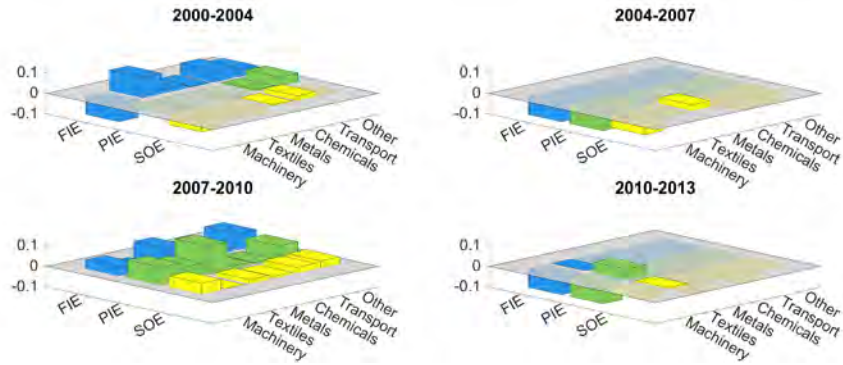 2000-2004
0.1
0
-0.1
FIE
PIE
SOE
Machinery
Textiles
Metals
Chemicals
Transport
Other
2004-2007
0.1
0
-0.1
FIE
PIE
SOE
Machinery
Textiles
Metals
Chemicals
Transport
Other
2007-2010
0.1
0
-0.1
FIE
PIE
SOE
Machinery
Textiles
Metals
Chemicals
Transport
Other
2010-2013
0.1
0
-0.1
FIE
PIE
SOE
Machinery
Textiles
Metals
Chemicals
Transport
Other